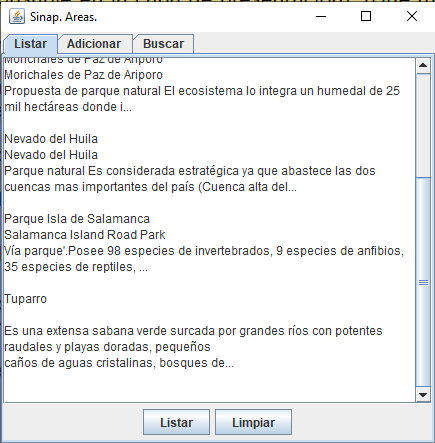 Sinap. Areas.
Listar Adicionar Buscar
Morichales de Paz de Ariporo
Morichales de Paz de Ariporo
Propuesta de parque natural El ecosistema lo integra un humedal de 25
mil hectáreas donde i...
Nevado del Huila
Nevado del Huila
Parque natural Es considerada estratégica ya que abastece las dos
cuencas mas importantes del país (Cuenca alta del...
Parque Isla de Salamanca
Salamanca Island Road Park
Vía parque'.Posee 98 especies de invertebrados, 9 especies de anfibios,
35 especies de reptiles, ...
Tuparro
Es una extensa sabana verde surcada por grandes ríos con potentes
raudales y playas doradas, pequeños
caños de aguas cristalinas, bosques de...
Listar Limpiar